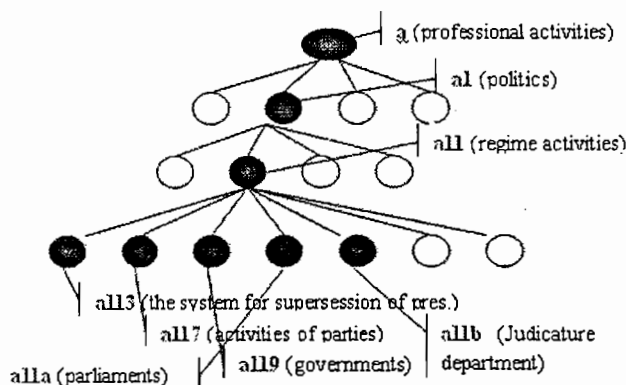 a (professional activities)
a1 (politics)
a11 (regime activities)
a113 (the system for supersession of pres.)
a117 (activities of parties)
a11b (Judicature
department)
a11a (parliaments)
a119 (governments)